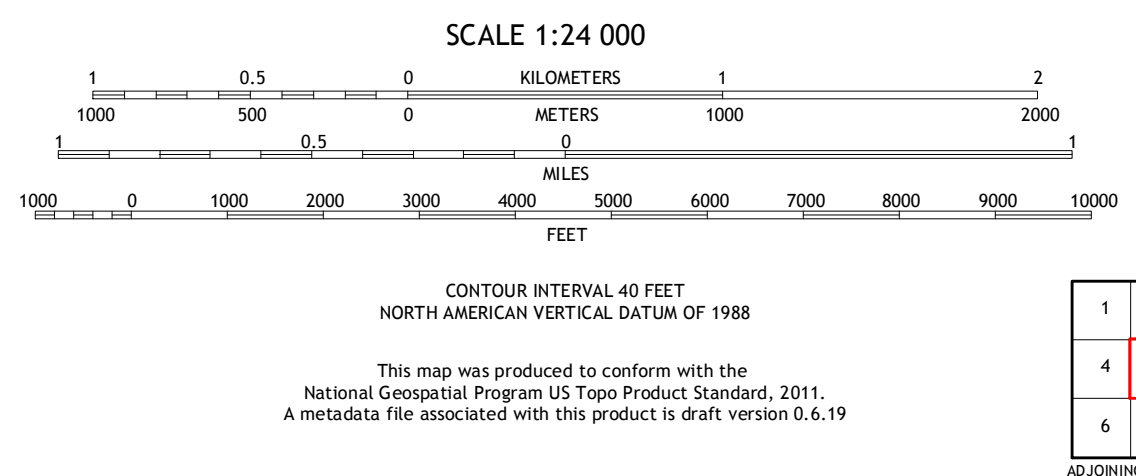 SCALE 1:24 000
1 0.5 0 KILOMETERS 1 2
1000 500 0 METERS 1000 2000
1 0.5 0 1
MILES
1000 0 1000 2000 3000 4000 5000 6000 7000 8000 9000 10000
FEET
CONTOUR INTERVAL 40 FEET
NORTH AMERICAN VERTICAL DATUM OF 1988
This map was produced to conform with the
National Geospatial Program US Topo Product Standard, 2011.
A metadata file associated with this product is draft version 0.6.19
1
4
6
ADJOINING